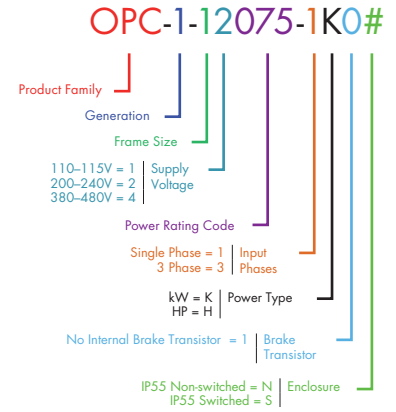 OPC-1-12075-1K0#
Product Family
Generation
Frame Size
110–115V = 1 | Supply
200–240V = 2 | Voltage
380–480V = 4
Power Rating Code
Single Phase = 1 | Input
3 Phase = 3 | Phases
kW = K | Power Type
HP = H
No Internal Brake Transistor = 1 | Brake
Transistor
IP55 Non-switched = N | Enclosure
IP55 Switched = S